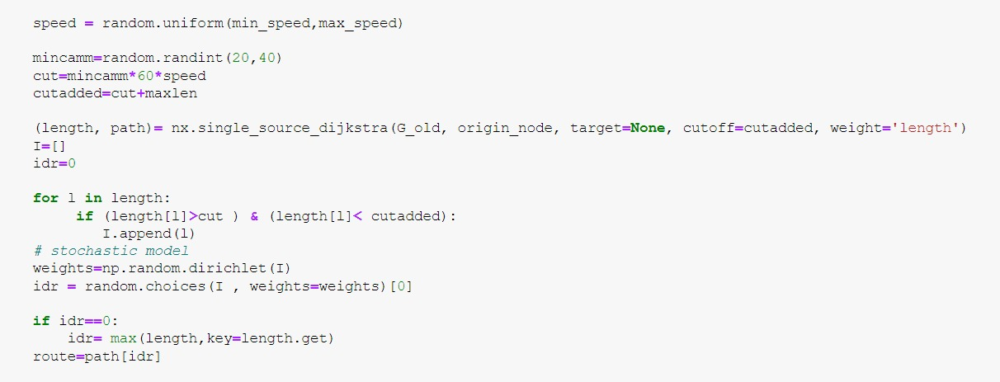 speed = random.uniform(min_speed,max_speed)
mincamm=random.randint(20,40)
cut=mincamm*60*speed
cutadded=cut+maxlen
(length, path)= nx.single_source_dijkstra(G_old, origin_node, target=None, cutoff=cutadded, weight='length')
I=[]
idr=0
for l in length:
if (length[l]>cut ) & (length[l]< cutadded):
I.append(l)
# stochastic model
weights=np.random.dirichlet(I)
idr = random.choices(I , weights=weights)[0]
if idr==0:
idr= max(length,key=length.get)
route=path[idr]